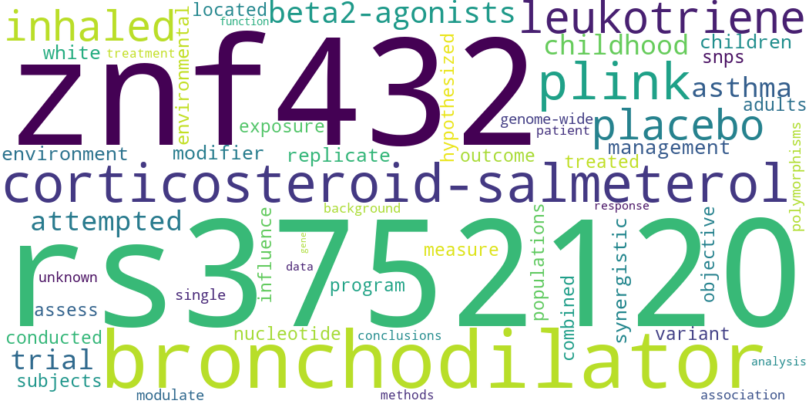 inhaled
located
function
beta2-agonists
leukotriene
white
treatment
environmental
znf432
hypothesized
childhood
children
snps
plink
asthma
adults
genome-wide
patient
placebo
exposure
environment
modifier
replicate
outcome
treated
management
polymorphisms
corticosteroid-salmeterol
attempted
background
response
rs3752120
influence
gene
measure
populations
synergistic
objective
unknown
data
single
program
combined
assess
conducted
nucleotide
conclusions
variant
trial
bronchodilator
analysis
subjects
modulate
methods
association